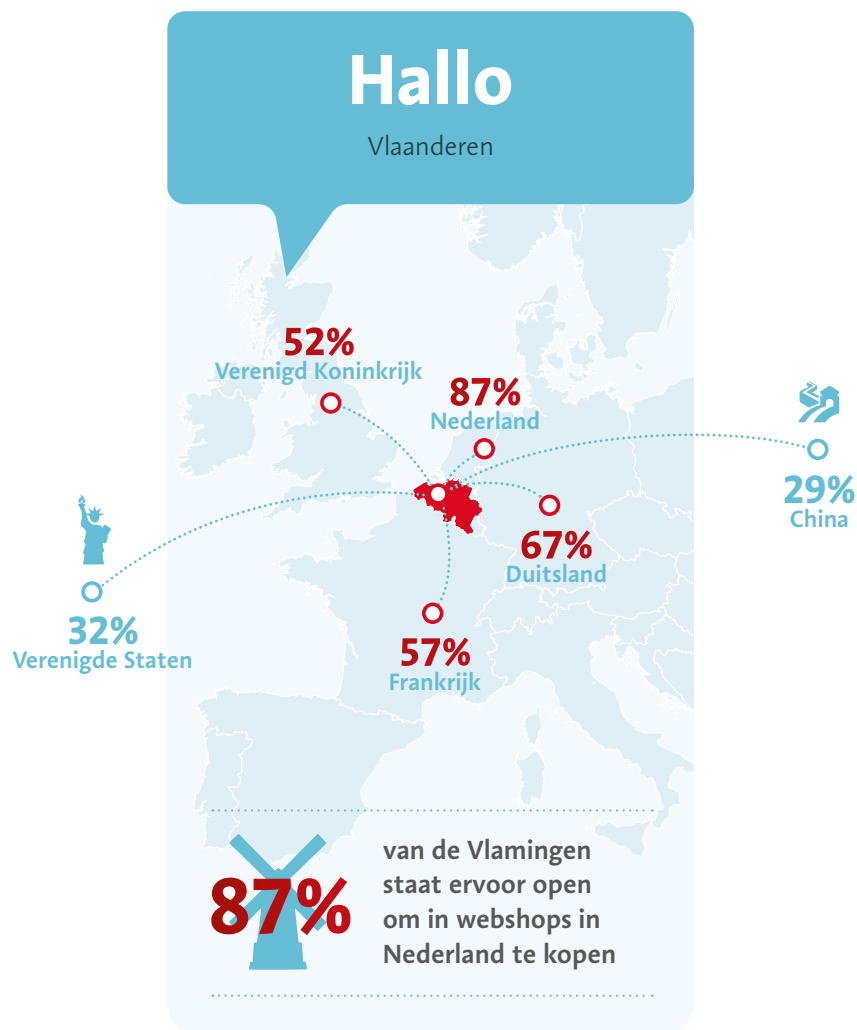 Hallo
Vlaanderen
52%
Verenigd Koninkrijk
87%
Nederland
29%
China
67%
Duitsland
32%
Verenigde Staten
57%
Frankrijk
87%
van de Vlamingen
staat ervoor open
om in webshops in
Nederland te kopen